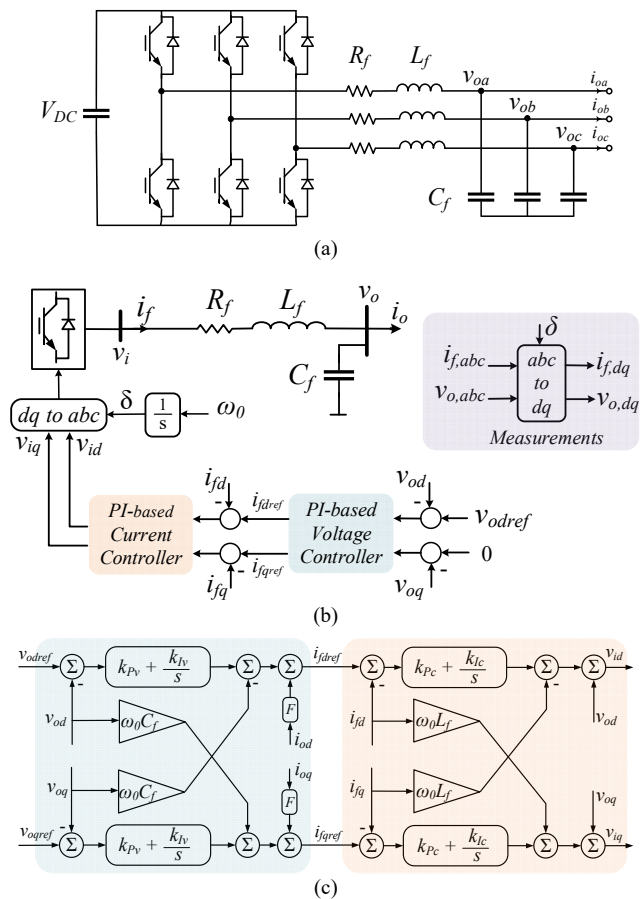 R_f L_f
v_oa i_oa
V_DC
v_ob i_ob
v_oc i_oc
C_f
(a)
i_f R_f L_f v_o i_o
v_i
C_f
δ
i_f,abc abc to dq i_f,dq
v_o,abc v_o,dq
Measurements
dq to abc δ 1/s ω_0
v_iq v_id
i_fd v_od
- i_fdref -
PI-based Current Controller
PI-based Voltage Controller
v_odref
i_fqref 0
- -
i_fq v_oq
(b)
v_odref Σ k_Pv + k_Iv/s Σ Σ i_fdref Σ k_Pc + k_Ic/s Σ Σ v_id
- - - -
F
v_od ω_0C_f i_od i_fd ω_0L_f v_od
i_oq
v_oq ω_0C_f F i_fq ω_0L_f v_oq
- -
v_oqref Σ k_Pv + k_Iv/s Σ Σ i_fqref Σ k_Pc + k_Ic/s Σ Σ v_iq
(c)